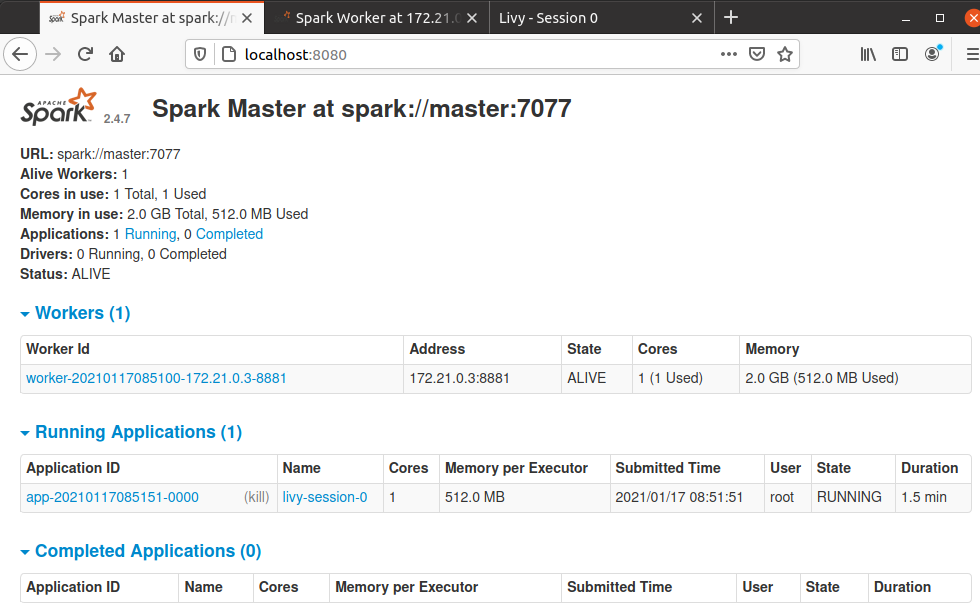 Spark Master at spark://
Spark Worker at 172.21.0
Livy - Session 0
localhost:8080
APACHE Spark 2.4.7 Spark Master at spark://master:7077
URL: spark://master:7077
Alive Workers: 1
Cores in use: 1 Total, 1 Used
Memory in use: 2.0 GB Total, 512.0 MB Used
Applications: 1 Running, 0 Completed
Drivers: 0 Running, 0 Completed
Status: ALIVE
Workers (1)
Worker Id Address State Cores Memory
worker-20210117085100-172.21.0.3-8881 172.21.0.3:8881 ALIVE 1 (1 Used) 2.0 GB (512.0 MB Used)
Running Applications (1)
Application ID Name Cores Memory per Executor Submitted Time User State Duration
app-20210117085151-0000 (kill) livy-session-0 1 512.0 MB 2021/01/17 08:51:51 root RUNNING 1.5 min
Completed Applications (0)
Application ID Name Cores Memory per Executor Submitted Time User State Duration